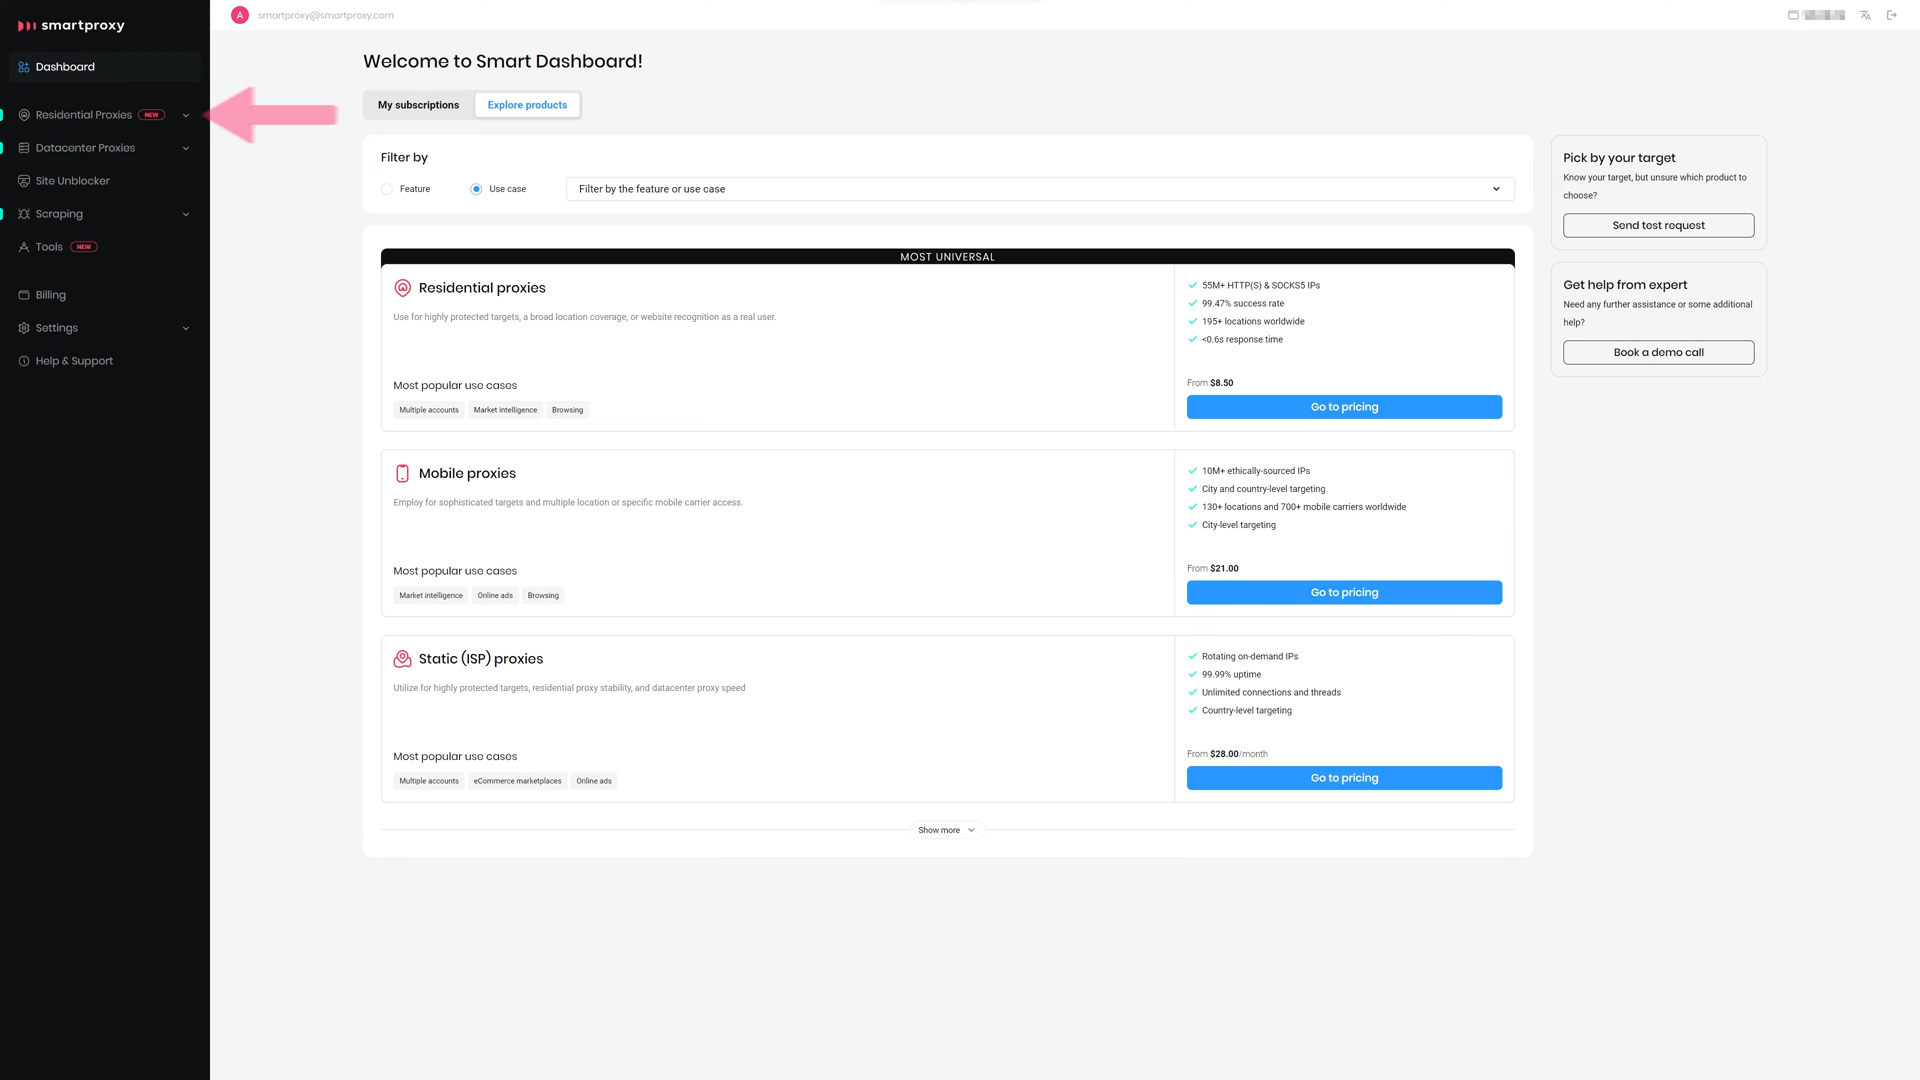 smartproxy
A
smartproxy@smartproxy.com
Dashboard
Residential Proxies NEW
Datacenter Proxies
Site Unblocker
Scraping
Tools NEW
Billing
Settings
Help & Support
Welcome to Smart Dashboard!
My subscriptions
Explore products
Filter by
Feature
Use case
Filter by the feature or use case
MOST UNIVERSAL
Residential proxies
Use for highly protected targets, a broad location coverage, or website recognition as a real user.
Most popular use cases
Multiple accounts
Market intelligence
Browsing
55M+ HTTP(S) & SOCKS5 IPs
99.47% success rate
195+ locations worldwide
<0.6s response time
From $8.50
Go to pricing
Mobile proxies
Employ for sophisticated targets and multiple location or specific mobile carrier access.
Most popular use cases
Market intelligence
Online ads
Browsing
10M+ ethically-sourced IPs
City and country-level targeting
130+ locations and 700+ mobile carriers worldwide
City-level targeting
From $21.00
Go to pricing
Static (ISP) proxies
Utilize for highly protected targets, residential proxy stability, and datacenter proxy speed
Most popular use cases
Multiple accounts
eCommerce marketplaces
Online ads
Rotating on-demand IPs
99.99% uptime
Unlimited connections and threads
Country-level targeting
From $28.00/month
Go to pricing
Show more
Pick by your target
Know your target, but unsure which product to
choose?
Send test request
Get help from expert
Need any further assistance or some additional
help?
Book a demo call